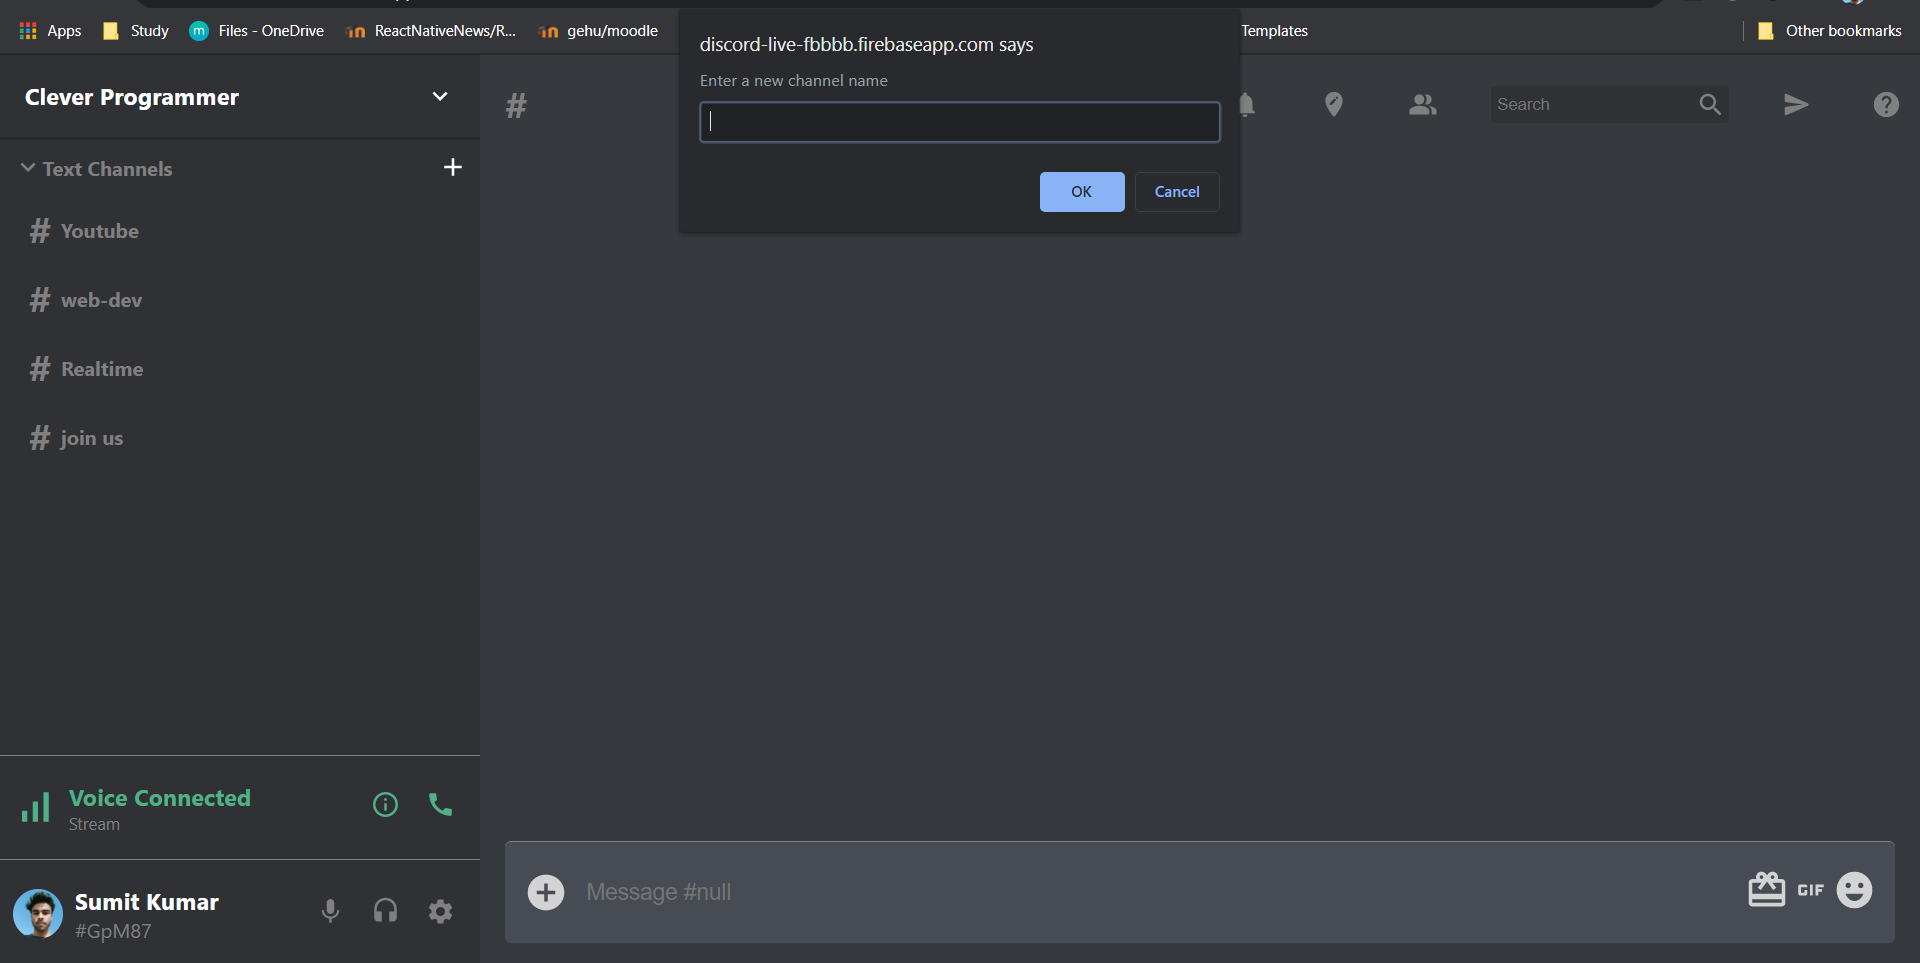 Apps
Study
m
Files - OneDrive
ReactNativeNews/R...
gehu/moodle
Templates
Other bookmarks
discord-live-fbbbb.firebaseapp.com says
Enter a new channel name
OK
Cancel
Clever Programmer
#
Search
?
Text Channels
+
# Youtube
# web-dev
# Realtime
# join us
Voice Connected
Stream
Sumit Kumar
#GpM87
Message #null
GIF